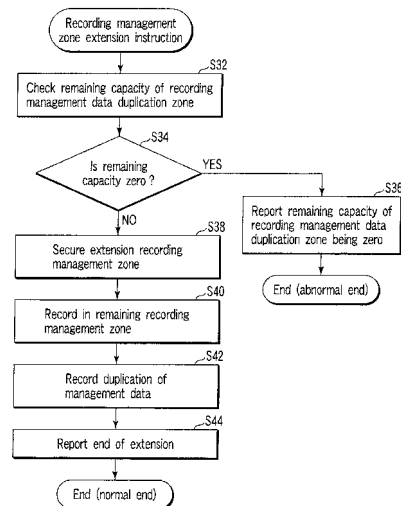 Recording management
zone extension instruction
S32
Check remaining capacity of recording
management data duplication zone
S34
Is remaining
capacity zero ?
YES
NO
S36
Report remaining capacity of
recording management data
duplication zone being zero
End (abnormal end)
S38
Secure extension recording
management zone
S40
Record in remaining recording
management zone
S42
Record duplication of
management data
S44
Report end of extension
End (normal end)